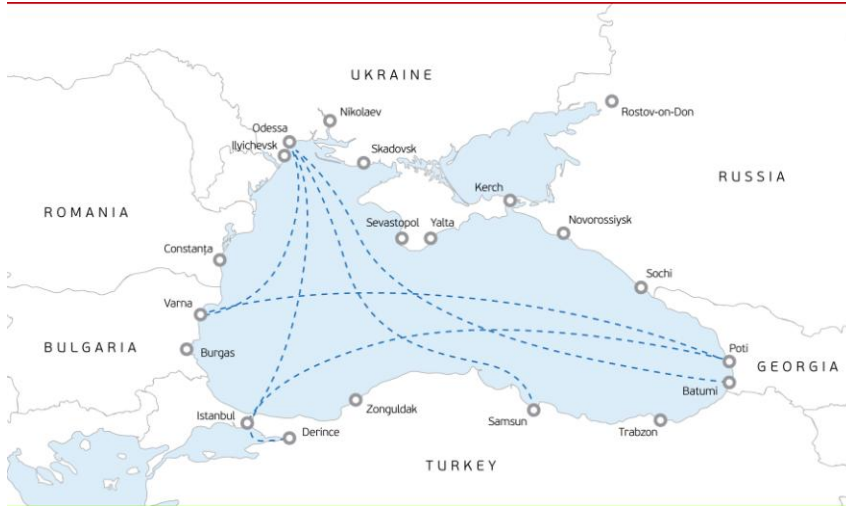 UKRAINE
Nikolaev
Rostov-on-Don
Odessa
Ilyichevsk
Skadovsk
RUSSIA
Kerch
ROMANIA
Sevastopol
Yalta
Novorossiysk
Constanţa
Sochi
Varna
BULGARIA
Burgas
Poti
GEORGIA
Batumi
Istanbul
Zonguldak
Samsun
Trabzon
Derince
TURKEY